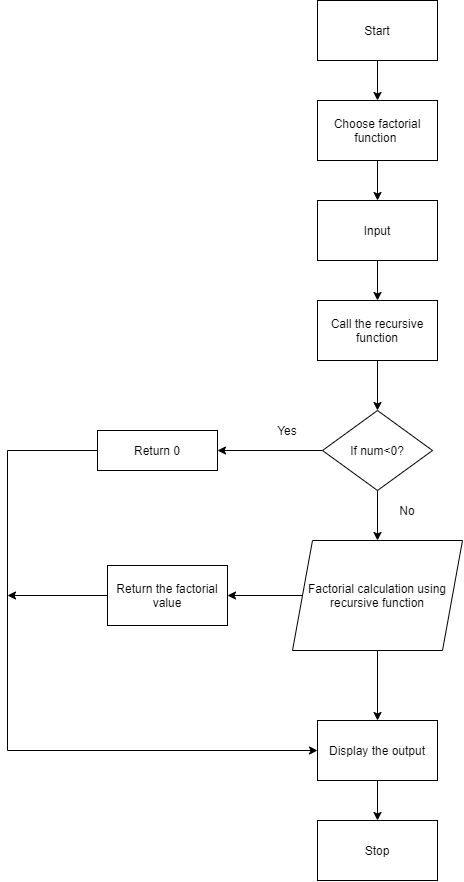 Start
Choose factorial
function
Input
Call the recursive
function
Yes
Return 0
If num<0?
No
Return the factorial
value
Factorial calculation using
recursive function
Display the output
Stop